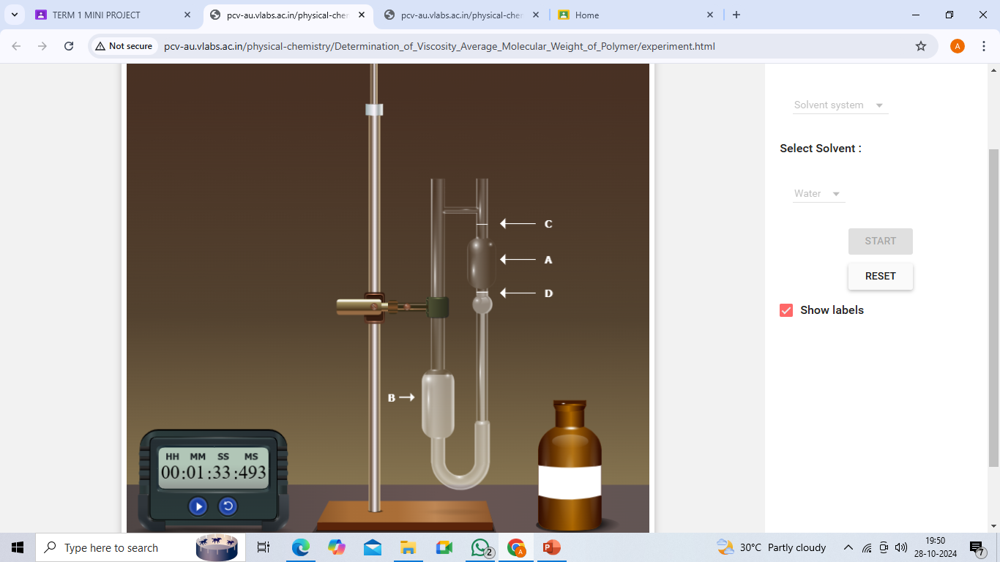 TERM 1 MINI PROJECT
pcv-au.vlabs.ac.in/physical-chem
pcv-au.vlabs.ac.in/physical-che
Home
Not secure
pcv-au.vlabs.ac.in/physical-chemistry/Determination_of_Viscosity_Average_Molecular_Weight_of_Polymer/experiment.html
A
Solvent system
Select Solvent :
Water
START
RESET
Show labels
C
A
D
B
HH MM SS MS
00:01:33:493
Type here to search
2
A
P
30°C Partly cloudy
19:50
28-10-2024
7